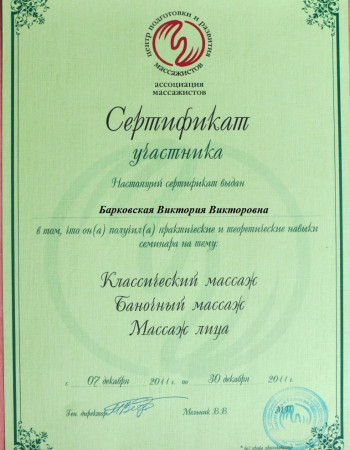 центр подготовки и развития
массажистов
ассоциация
массажистов
Сертификат
участника
Настоящий сертификат выдан
Барковская Виктория Викторовна
в том, что он(а) получил(а) практические и теоретические навыки
семинара на тему:
Классический массаж
Баночный массаж
Массаж лица
с 07 декабря 2011 г. по 30 декабря 2011 г.
Ген. директор Мельник В.В. М.П.